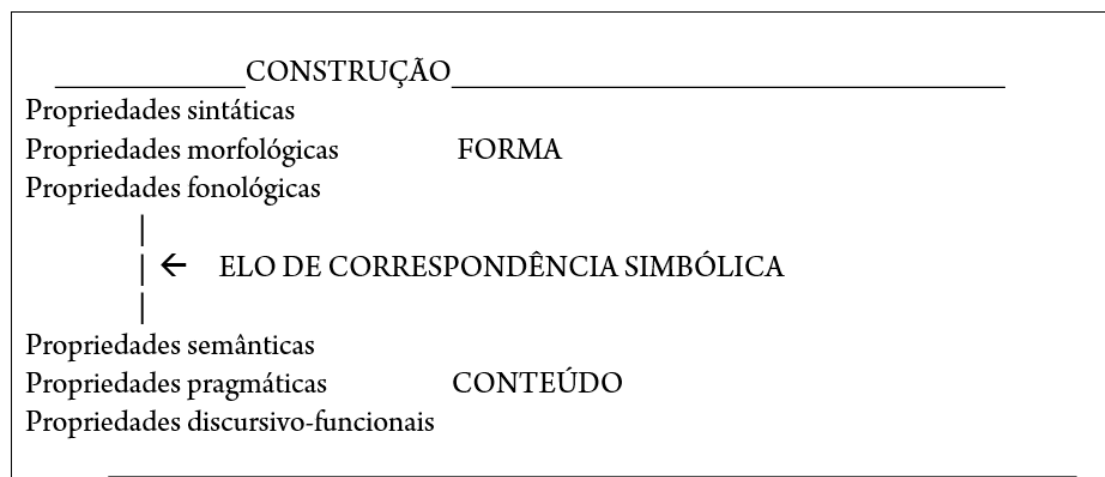 CONSTRUÇÃO
Propriedades sintáticas
Propriedades morfológicas FORMA
Propriedades fonológicas
|
| ← ELO DE CORRESPONDÊNCIA SIMBÓLICA
|
Propriedades semânticas
Propriedades pragmáticas CONTEÚDO
Propriedades discursivo-funcionais